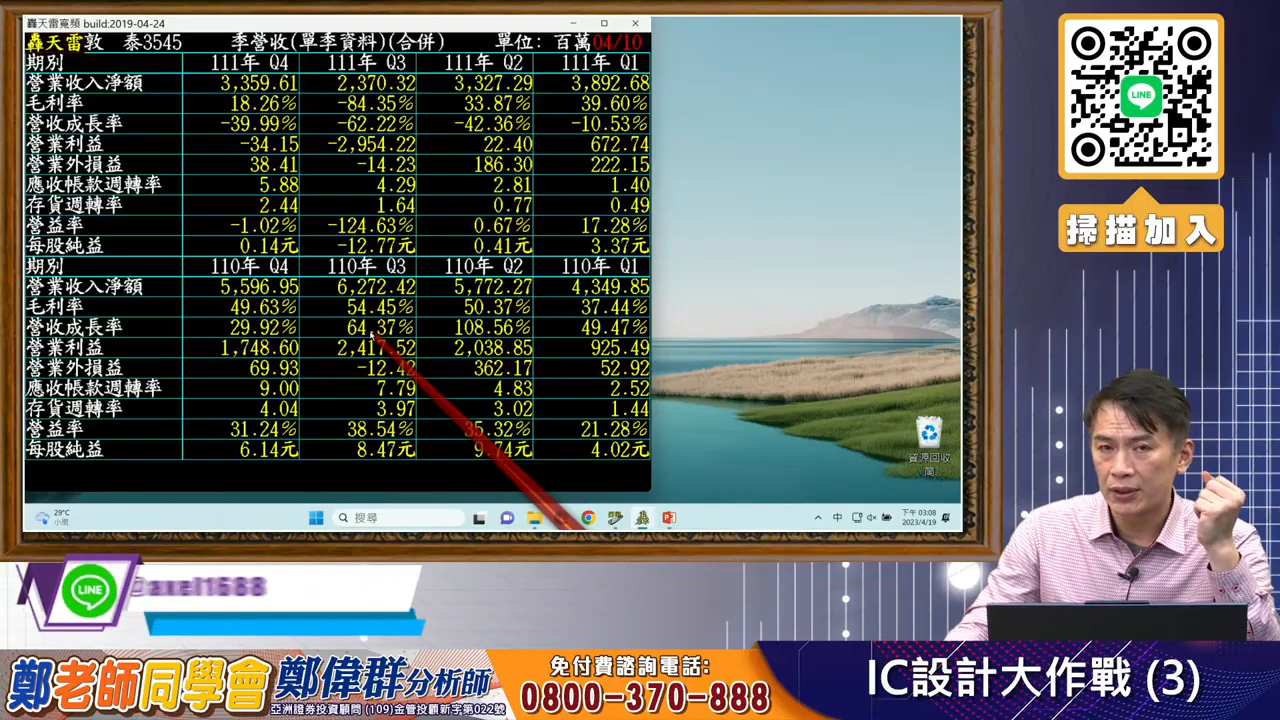 轟天雷寬頻 build:2019-04-24
轟天雷敦 泰3545 季營收(單季資料)(合併) 單位: 百萬04/10
期別 111年 Q4 111年 Q3 111年 Q2 111年 Q1
營業收入淨額 3,359.61 2,370.32 3,327.29 3,892.68
毛利率 18.26% -84.35% 33.87% 39.60%
營收成長率 -39.99% -62.22% -42.36% -10.53%
營業利益 -34.15 -2,954.22 22.40 672.74
營業外損益 38.41 -14.23 186.30 222.15
應收帳款週轉率 5.88 4.29 2.81 1.40
存貨週轉率 2.44 1.64 0.77 0.49
營益率 -1.02% -124.63% 0.67% 17.28%
每股純益 0.14元 -12.77元 0.41元 3.37元
期別 110年 Q4 110年 Q3 110年 Q2 110年 Q1
營業收入淨額 5,596.95 6,272.42 5,772.27 4,349.85
毛利率 49.63% 54.45% 50.37% 37.44%
營收成長率 29.92% 64.37% 108.56% 49.47%
營業利益 1,748.60 2,417.52 2,038.85 925.49
營業外損益 69.93 -12.42 362.17 52.92
應收帳款週轉率 9.00 7.79 4.83 2.52
存貨週轉率 4.04 3.97 3.02 1.44
營益率 31.24% 38.54% 35.32% 21.28%
每股純益 6.14元 8.47元 9.74元 4.02元
資源回收
筒
29°C
小雨
搜尋
中
下午 03:08
2023/4/19
LINE
掃描加入
LINE
@axel1688
鄭老師同學會
鄭偉群分析師
亞洲證券投資顧問 (109)金管投顧新字第022號
免付費諮詢電話:
0800-370-888
IC設計大作戰 (3)